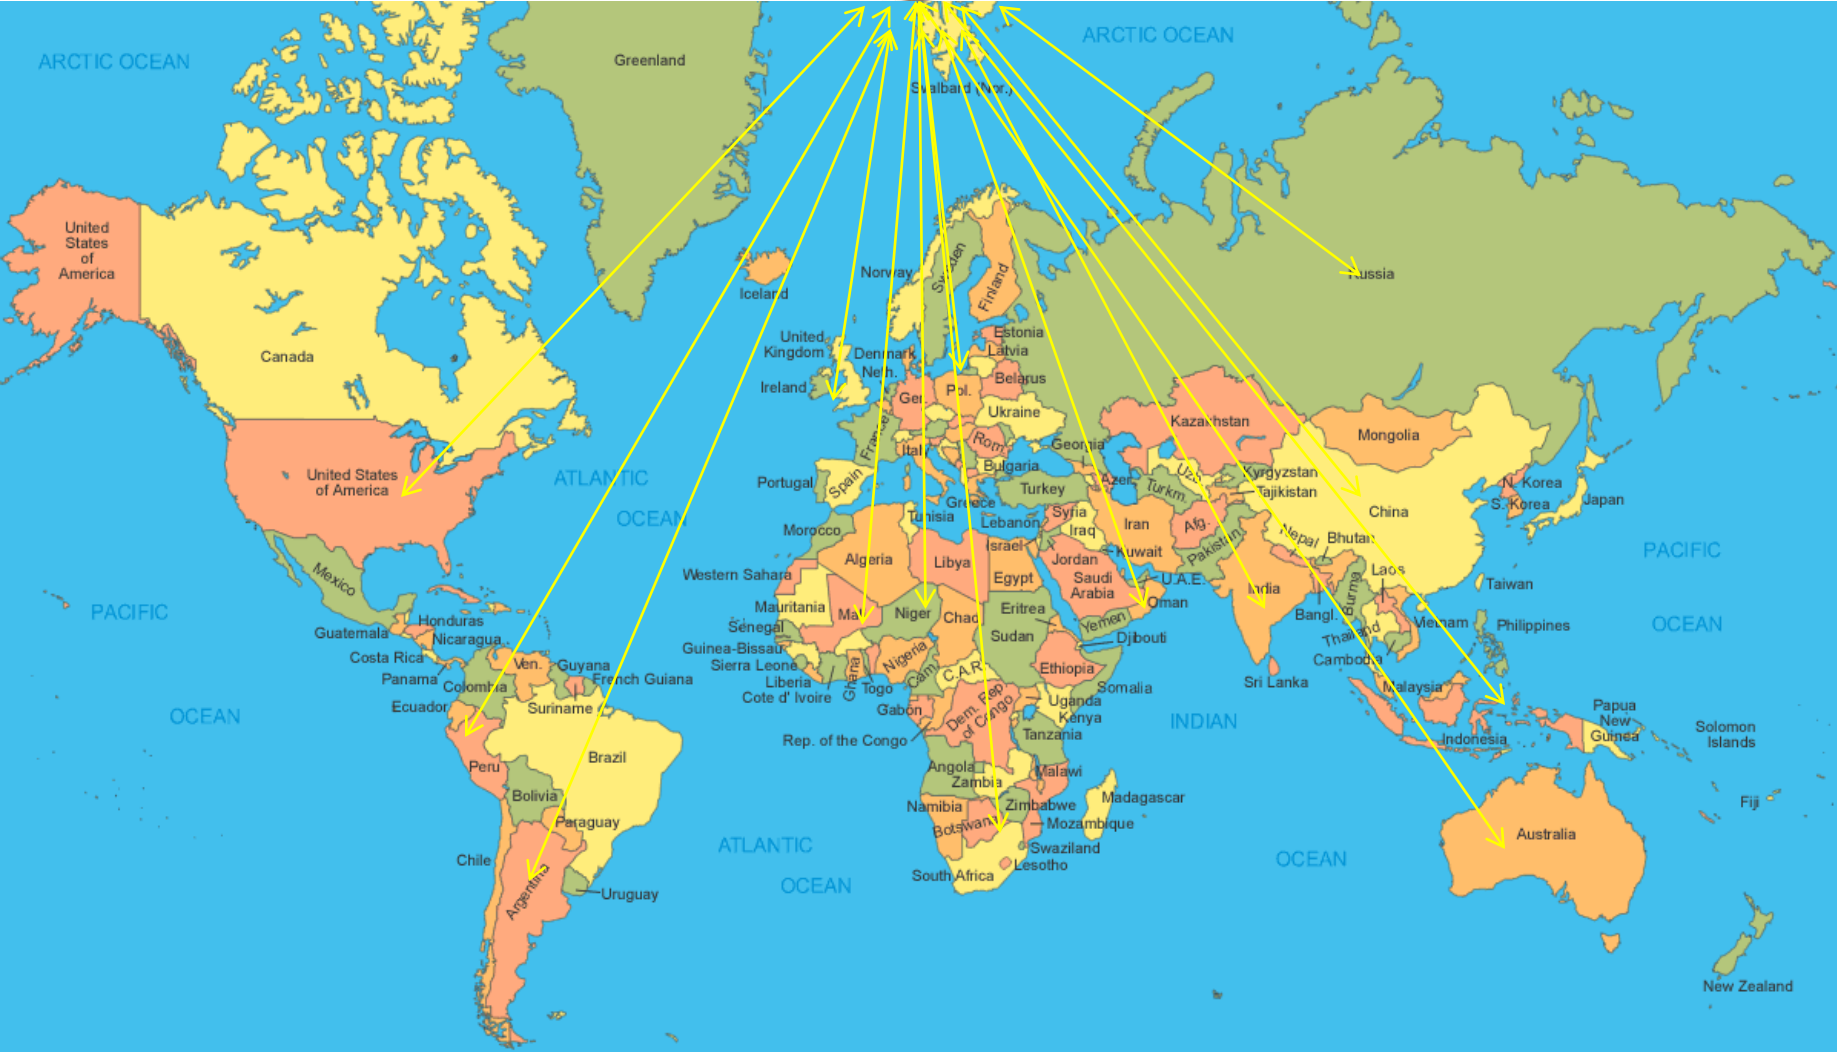 ARCTIC OCEAN
Greenland
ARCTIC OCEAN
Svalbard (Nor.)
United
States
of
America
Canada
Iceland
Norway
Sweden
Finland
Russia
United
Kingdom
Ireland
Denmark
Neth.
Estonia
Latvia
Belarus
Ger.
Pol.
Ukraine
France
Rom.
Italy
Bulgaria
Georgia
Kazakhstan
Mongolia
United States
of America
ATLANTIC
OCEAN
Portugal
Spain
Greece
Turkey
Azer.
Turkm.
Uzb.
Kyrgyzstan
Tajikistan
China
N. Korea
S. Korea
Japan
Morocco
Tunisia
Lebanon
Syria
Iraq
Iran
Afg.
Pakistan
Nepal
Bhutan
PACIFIC
OCEAN
Mexico
Western Sahara
Algeria
Libya
Israel
Egypt
Jordan
Kuwait
Saudi
Arabia
U.A.E.
Oman
India
Bangl.
Burma
Laos
Taiwan
PACIFIC
OCEAN
Guatemala
Honduras
Nicaragua
Costa Rica
Panama
Mauritania
Mali
Niger
Chad
Sudan
Eritrea
Yemen
Djibouti
Thailand
Vietnam
Cambodia
Philippines
Senegal
Guinea-Bissau
Sierra Leone
Liberia
Cote d' Ivoire
Ghana
Togo
Nigeria
Cam.
C.A.R.
Ethiopia
Somalia
Sri Lanka
Malaysia
Ven.
Guyana
French Guiana
Colombia
Suriname
Ecuador
Gabon
Rep. of the Congo
Dem. Rep.
of Congo
Uganda
Kenya
Tanzania
INDIAN
OCEAN
Indonesia
Papua
New
Guinea
Solomon
Islands
Peru
Brazil
Bolivia
Paraguay
Chile
Argentina
Uruguay
ATLANTIC
OCEAN
Angola
Zambia
Malawi
Namibia
Botswana
Zimbabwe
Mozambique
Madagascar
Swaziland
Lesotho
South Africa
Australia
Fiji
New Zealand